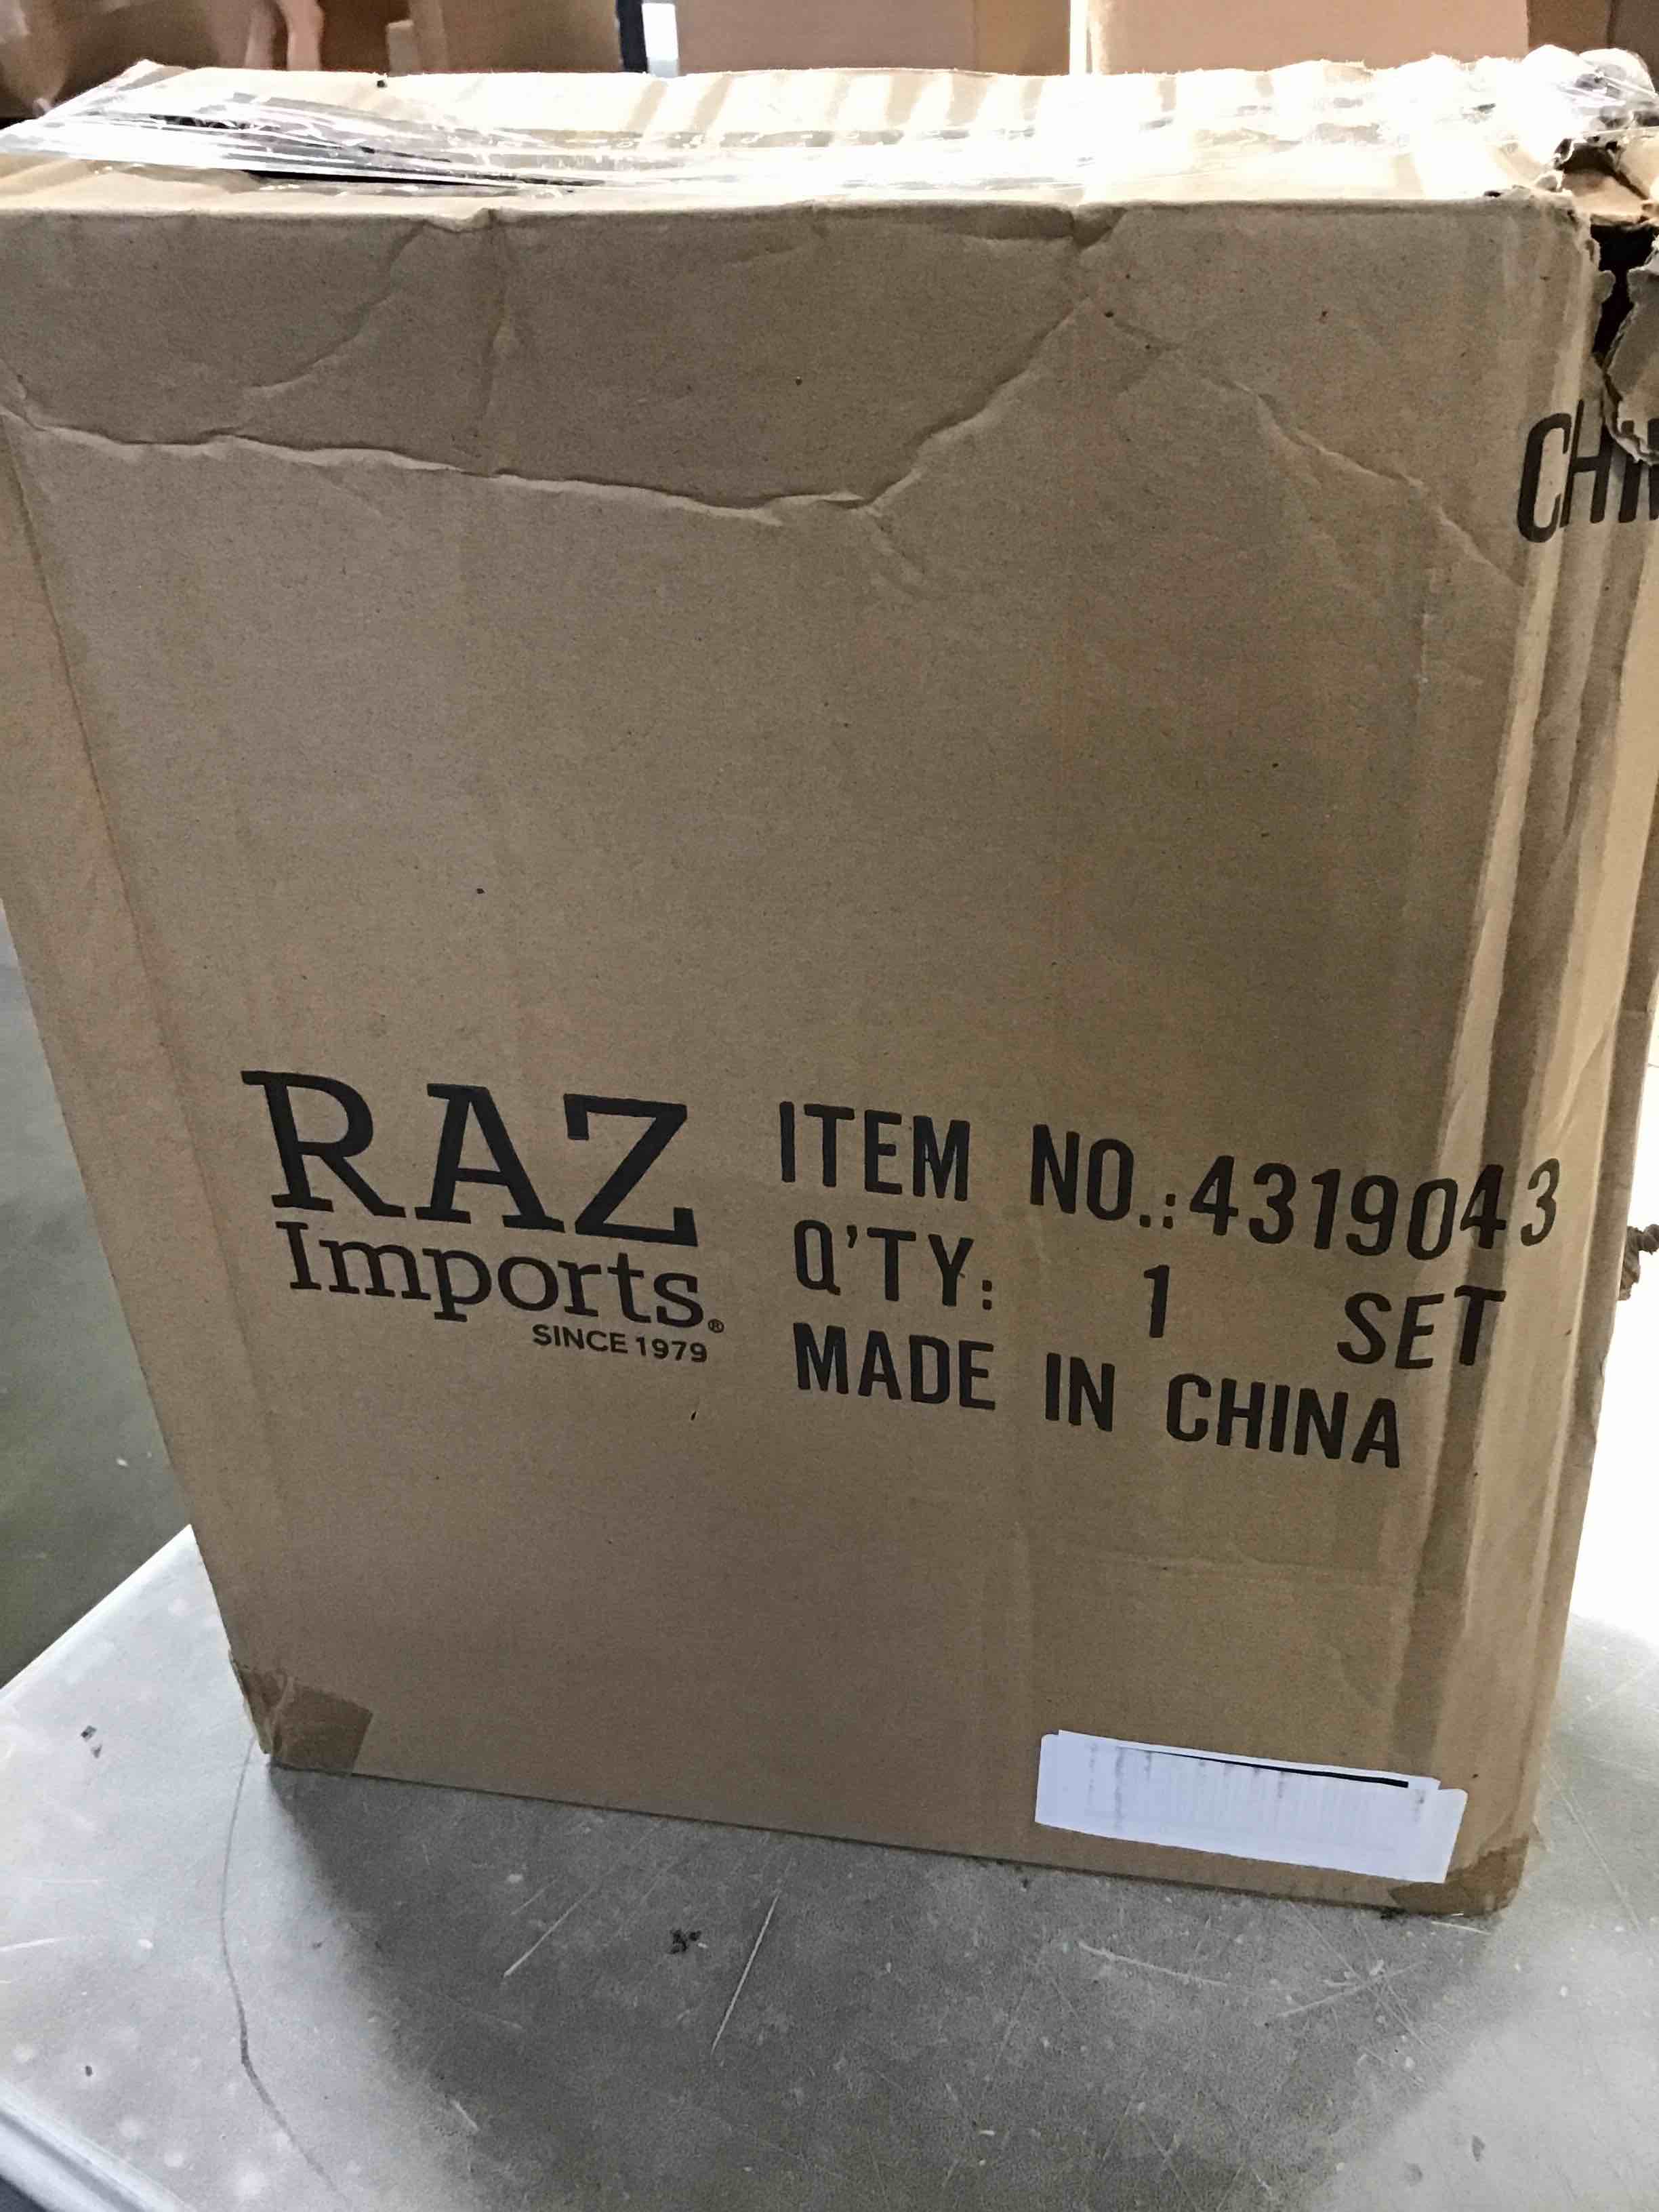 RAZ
Imports®
SINCE 1979
ITEM NO.:4319043
Q'TY: 1 SET
MADE IN CHINA